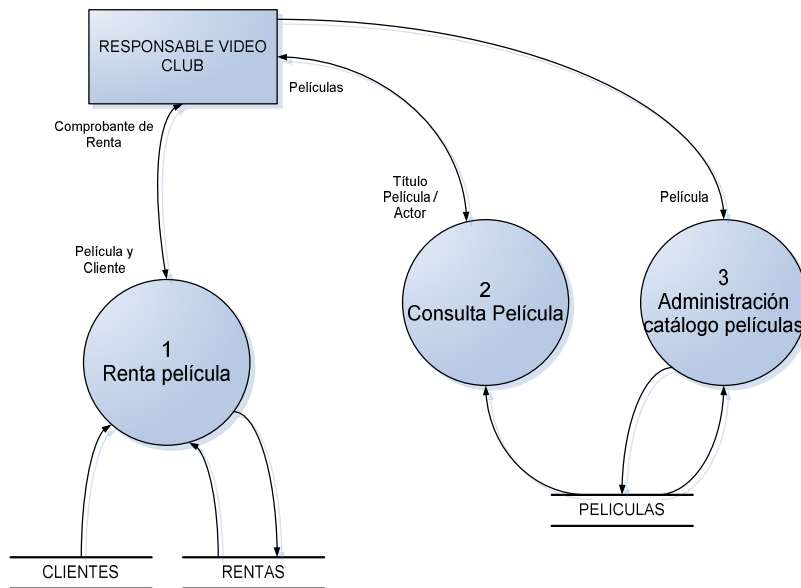 RESPONSABLE VIDEO
CLUB
Películas
Comprobante de
Renta
Título
Película /
Actor
Película
Película y
Cliente
1
Renta película
2
Consulta Película
3
Administración
catálogo películas
PELICULAS
CLIENTES
RENTAS